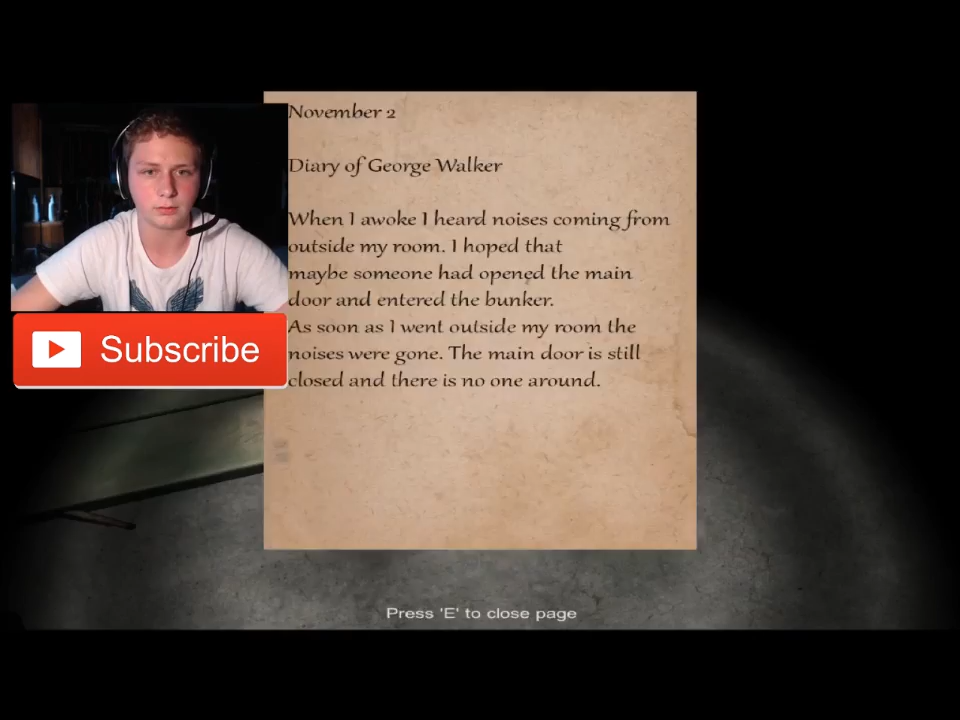 November 2
Diary of George Walker
When I awoke I heard noises coming from
outside my room. I hoped that
maybe someone had opened the main
door and entered the bunker.
As soon as I went outside my room the
noises were gone. The main door is still
closed and there is no one around.
Subscribe
Press 'E' to close page